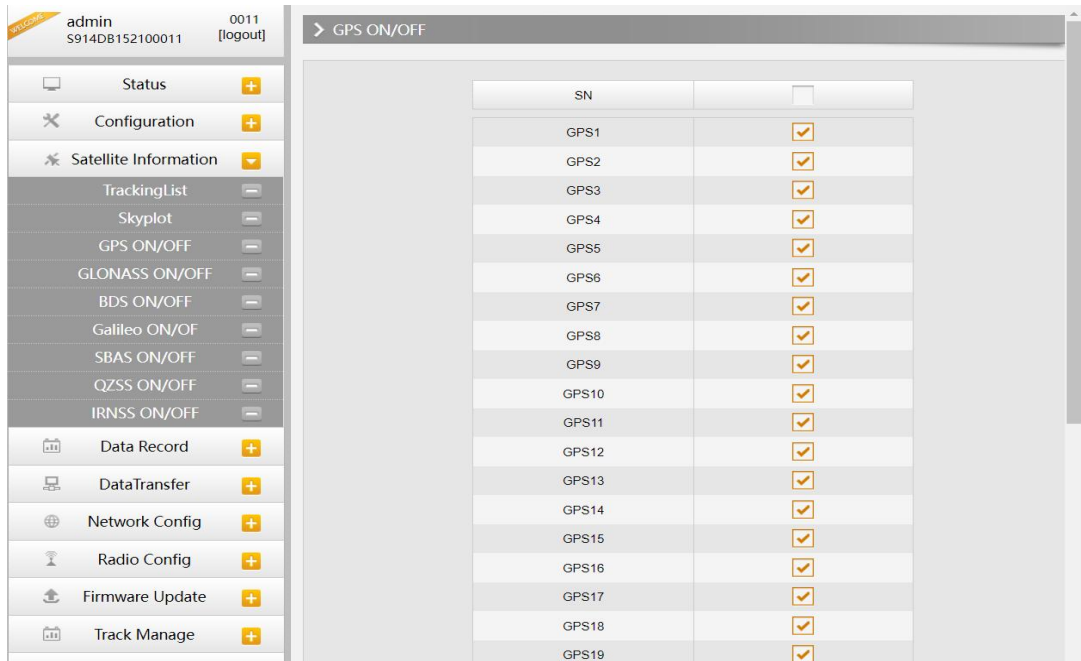 WELCOME
admin
0011
S914DB152100011
[logout]
Status
Configuration
Satellite Information
TrackingList
Skyplot
GPS ON/OFF
GLONASS ON/OFF
BDS ON/OFF
Galileo ON/OF
SBAS ON/OFF
QZSS ON/OFF
IRNSS ON/OFF
Data Record
DataTransfer
Network Config
Radio Config
Firmware Update
Track Manage
GPS ON/OFF
SN
GPS1
GPS2
GPS3
GPS4
GPS5
GPS6
GPS7
GPS8
GPS9
GPS10
GPS11
GPS12
GPS13
GPS14
GPS15
GPS16
GPS17
GPS18
GPS19